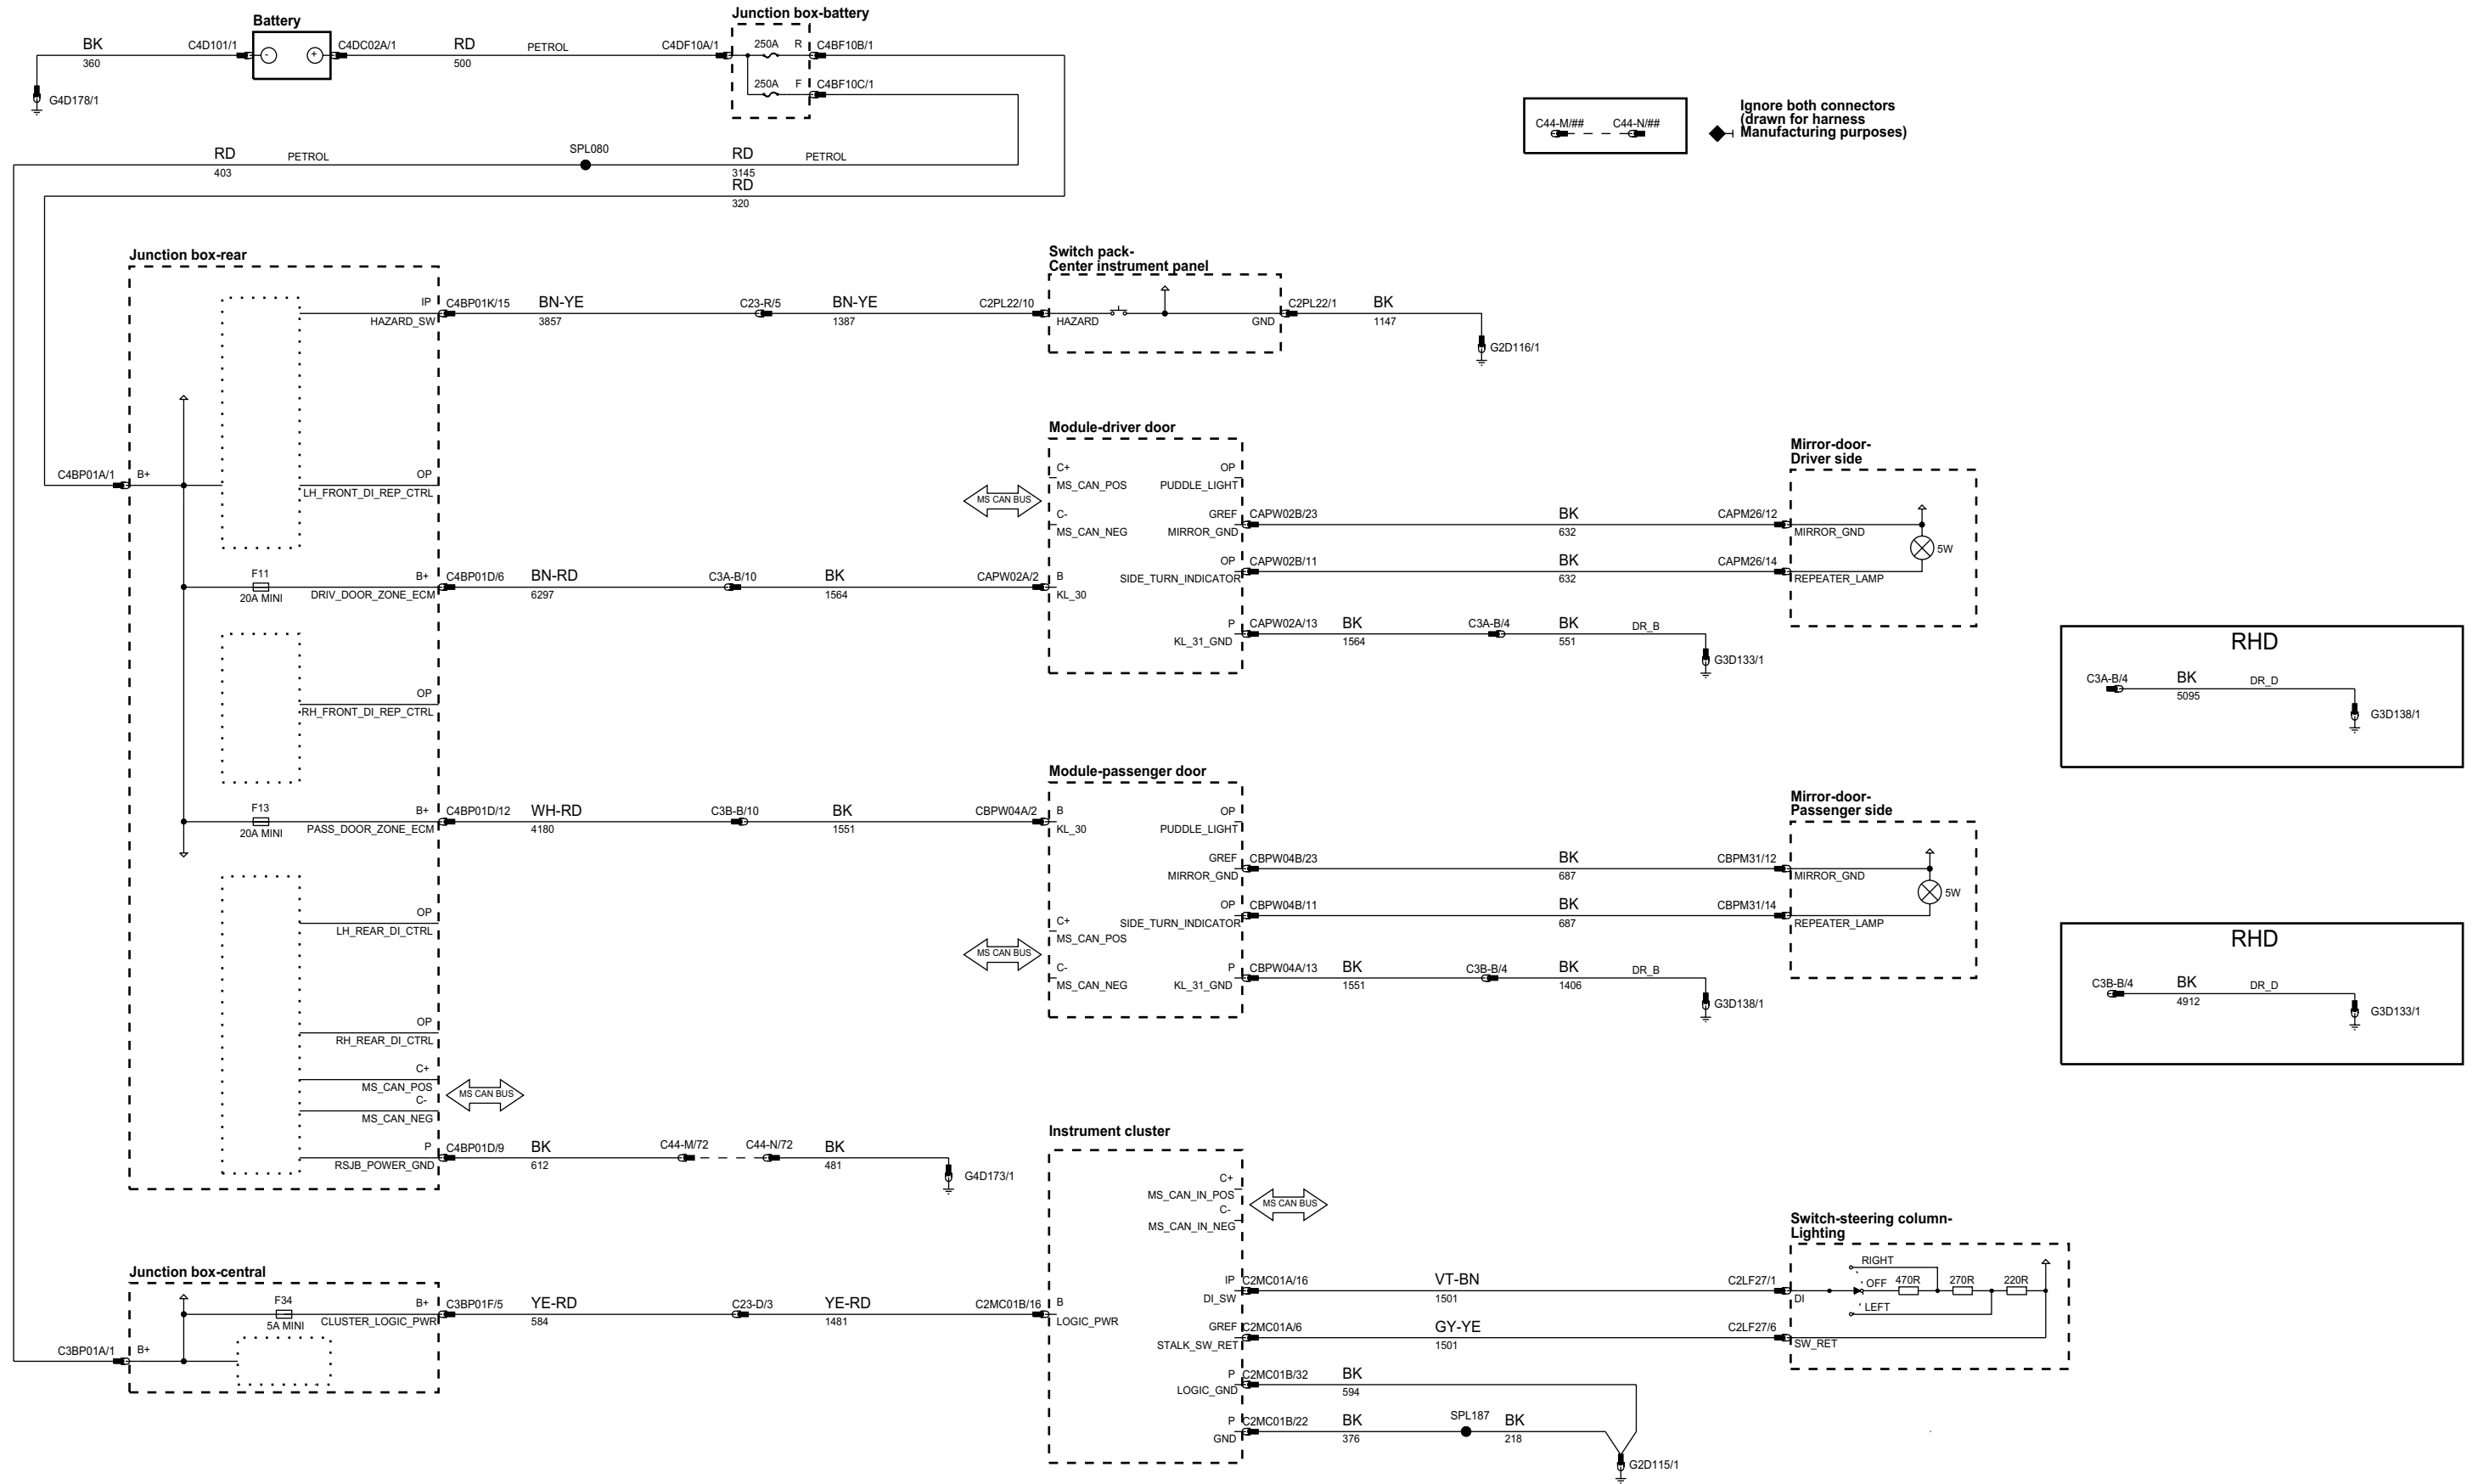 Battery
Junction box-battery
BK
360
C4D101/1
-
+
C4DC02A/1
RD
500
PETROL
C4DF10A/1
250A R
C4BF10B/1
250A F
C4BF10C/1
G4D178/1
C44-M/##
C44-N/##
Ignore both connectors
(drawn for harness
Manufacturing purposes)
RD
403
PETROL
SPL080
RD
3145
PETROL
RD
320
Junction box-rear
IP
HAZARD_SW
C4BP01K/15
BN-YE
3857
C23-R/5
BN-YE
1387
C2PL22/10
Switch pack-
Center instrument panel
HAZARD
GND
C2PL22/1
BK
1147
G2D116/1
C4BP01A/1
B+
OP
LH_FRONT_DI_REP_CTRL
F11
20A MINI
B+
DRIV_DOOR_ZONE_ECM
C4BP01D/6
BN-RD
6297
C3A-B/10
BK
1564
CAPW02A/2
Module-driver door
MS CAN BUS
C+
MS_CAN_POS
C-
MS_CAN_NEG
B
KL_30
OP
PUDDLE_LIGHT
GREF
MIRROR_GND
CAPW02B/23
BK
632
CAPM26/12
OP
SIDE_TURN_INDICATOR
CAPW02B/11
BK
632
CAPM26/14
P
KL_31_GND
CAPW02A/13
BK
1564
C3A-B/4
BK
551
DR_B
G3D133/1
Mirror-door-
Driver side
MIRROR_GND
5W
REPEATER_LAMP
RHD
C3A-B/4
BK
5095
DR_D
G3D138/1
OP
RH_FRONT_DI_REP_CTRL
F13
20A MINI
B+
PASS_DOOR_ZONE_ECM
C4BP01D/12
WH-RD
4180
C3B-B/10
BK
1551
CBPW04A/2
Module-passenger door
B
KL_30
OP
PUDDLE_LIGHT
GREF
MIRROR_GND
CBPW04B/23
BK
687
CBPM31/12
OP
SIDE_TURN_INDICATOR
CBPW04B/11
BK
687
CBPM31/14
MS CAN BUS
C+
MS_CAN_POS
C-
MS_CAN_NEG
P
KL_31_GND
CBPW04A/13
BK
1551
C3B-B/4
BK
1406
DR_B
G3D138/1
Mirror-door-
Passenger side
MIRROR_GND
5W
REPEATER_LAMP
RHD
C3B-B/4
BK
4912
DR_D
G3D133/1
OP
LH_REAR_DI_CTRL
OP
RH_REAR_DI_CTRL
C+
MS_CAN_POS
C-
MS_CAN_NEG
MS CAN BUS
P
RSJB_POWER_GND
C4BP01D/9
BK
612
C44-M/72
C44-N/72
BK
481
G4D173/1
Junction box-central
F34
5A MINI
B+
CLUSTER_LOGIC_PWR
C3BP01F/5
YE-RD
584
C23-D/3
YE-RD
1481
C2MC01B/16
C3BP01A/1
B+
Instrument cluster
B
LOGIC_PWR
C+
MS_CAN_IN_POS
C-
MS_CAN_IN_NEG
MS CAN BUS
IP
DI_SW
C2MC01A/16
VT-BN
1501
C2LF27/1
GREF
STALK_SW_RET
C2MC01A/6
GY-YE
1501
C2LF27/6
P
LOGIC_GND
C2MC01B/32
BK
594
P
GND
C2MC01B/22
BK
376
SPL187
BK
218
G2D115/1
Switch-steering column-
Lighting
RIGHT
OFF
LEFT
470R
270R
220R
DI
SW_RET